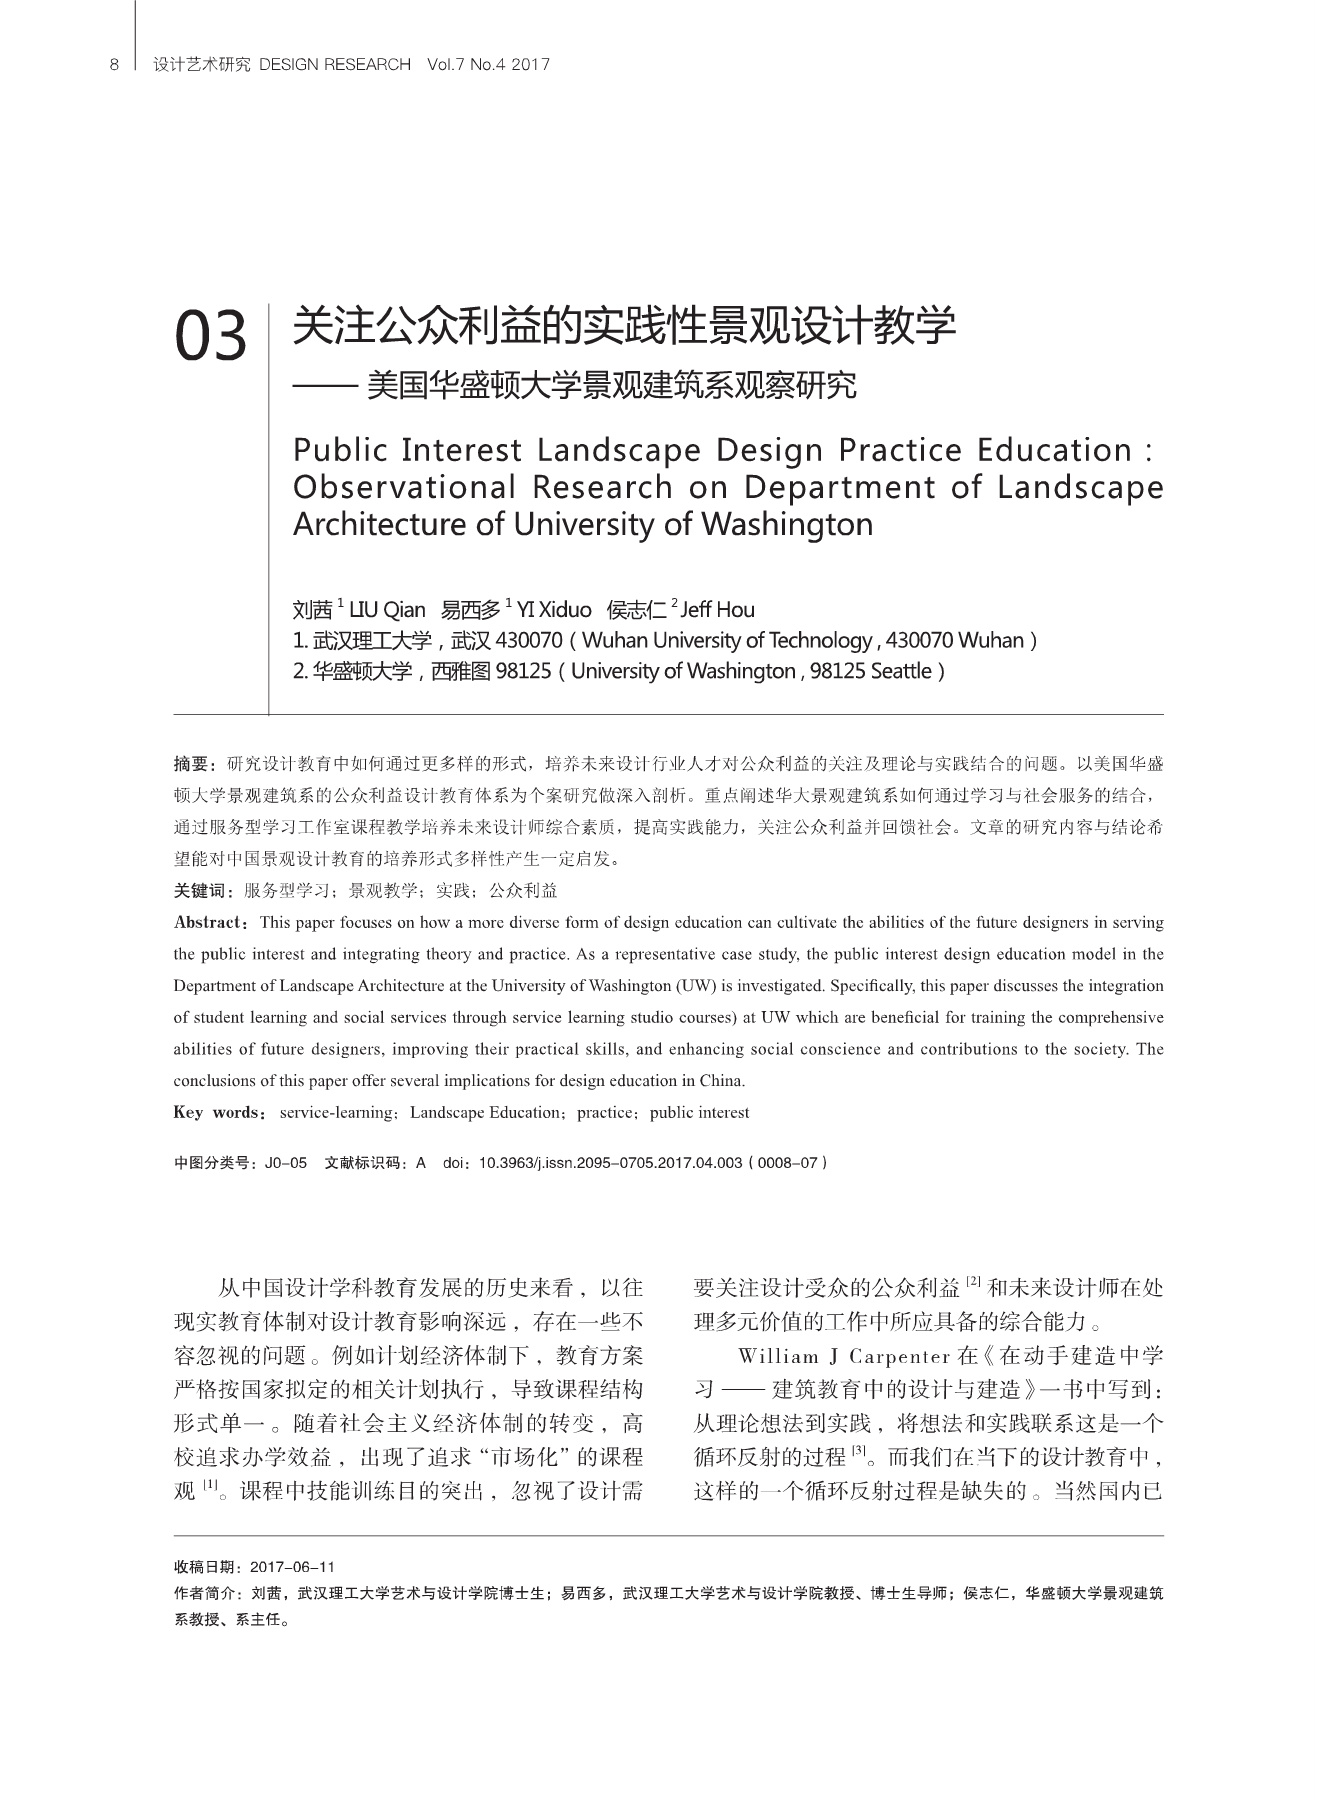 8 设计艺术研究 DESIGN RESEARCH Vol.7 No.4 2017
03
关注公众利益的实践性景观设计教学
—— 美国华盛顿大学景观建筑系观察研究
Public Interest Landscape Design Practice Education：
Observational Research on Department of Landscape
Architecture of University of Washington
刘茜 1 LIU Qian 易西多 1 YI Xiduo 侯志仁 2 Jeff Hou
1. 武汉理工大学，武汉 430070（Wuhan University of Technology , 430070 Wuhan）
2. 华盛顿大学，西雅图 98125（University of Washington , 98125 Seattle）
摘要：研究设计教育中如何通过更多样的形式，培养未来设计行业人才对公众利益的关注及理论与实践结合的问题。以美国华盛
顿大学景观建筑系的公众利益设计教育体系为个案研究做深入剖析。重点阐述华大景观建筑系如何通过学习与社会服务的结合，
通过服务型学习工作室课程教学培养未来设计师综合素质，提高实践能力，关注公众利益并回馈社会。文章的研究内容与结论希
望能对中国景观设计教育的培养形式多样性产生一定启发。
关键词：服务型学习；景观教学；实践；公众利益
Abstract：This paper focuses on how a more diverse form of design education can cultivate the abilities of the future designers in serving
the public interest and integrating theory and practice. As a representative case study, the public interest design education model in the
Department of Landscape Architecture at the University of Washington (UW) is investigated. Specifically, this paper discusses the integration
of student learning and social services through service learning studio courses) at UW which are beneficial for training the comprehensive
abilities of future designers, improving their practical skills, and enhancing social conscience and contributions to the society. The
conclusions of this paper offer several implications for design education in China.
Key words：service-learning；Landscape Education；practice；public interest
中图分类号：J0-05 文献标识码：A doi：10.3963/j.issn.2095-0705.2017.04.003（0008-07）
从中国设计学科教育发展的历史来看，以往
现实教育体制对设计教育影响深远，存在一些不
容忽视的问题。例如计划经济体制下，教育方案
严格按国家拟定的相关计划执行，导致课程结构
形式单一。随着社会主义经济体制的转变，高
校追求办学效益，出现了追求“市场化”的课程
观 [1]。课程中技能训练目的突出，忽视了设计需
要关注设计受众的公众利益 [2] 和未来设计师在处
理多元价值的工作中所应具备的综合能力。
William J Carpenter 在《在动手建造中学
习 —— 建筑教育中的设计与建造》一书中写到：
从理论想法到实践，将想法和实践联系这是一个
循环反射的过程 [3]。而我们在当下的设计教育中，
这样的一个循环反射过程是缺失的。当然国内已
收稿日期：2017-06-11
作者简介：刘茜，武汉理工大学艺术与设计学院博士生；易西多，武汉理工大学艺术与设计学院教授、博士生导师；侯志仁，华盛顿大学景观建筑
系教授、系主任。